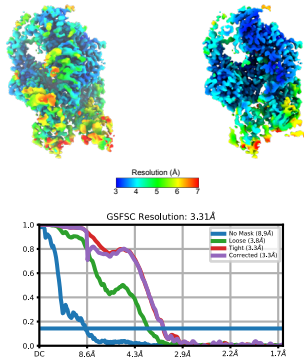 Resolution (Å)
3 4 5 6 7
GSFSC Resolution: 3.31Å
1.0
0.8
0.6
0.4
0.2
0.0
No Mask (8.9Å)
Loose (3.8Å)
Tight (3.3Å)
Corrected (3.3Å)
DC 8.6Å 4.3Å 2.9Å 2.2Å 1.7Å